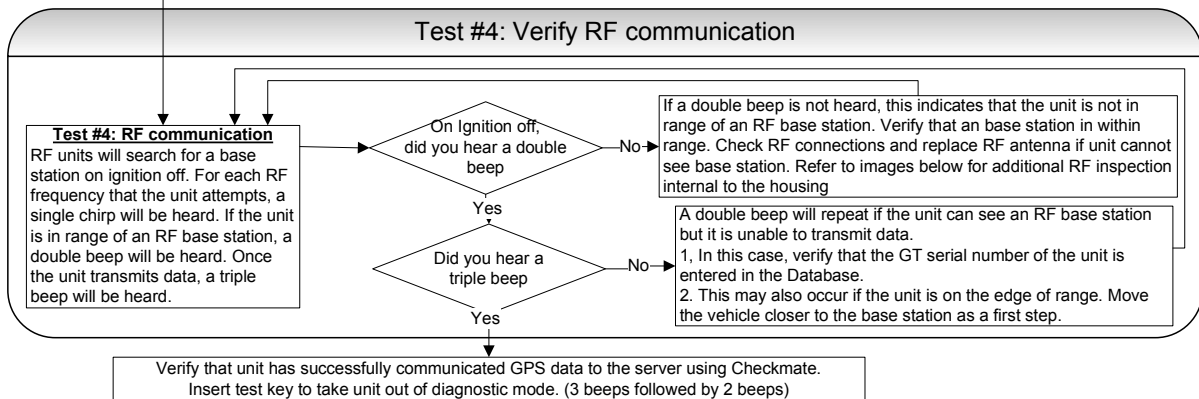 Test #4: Verify RF communication
Test #4: RF communication
RF units will search for a base
station on ignition off. For each RF
frequency that the unit attempts, a
single chirp will be heard. If the unit
is in range of an RF base station, a
double beep will be heard. Once
the unit transmits data, a triple
beep will be heard.
On Ignition off,
did you hear a double
beep
No
If a double beep is not heard, this indicates that the unit is not in
range of an RF base station. Verify that an base station in within
range. Check RF connections and replace RF antenna if unit cannot
see base station. Refer to images below for additional RF inspection
internal to the housing
Yes
Did you hear a
triple beep
No
A double beep will repeat if the unit can see an RF base station
but it is unable to transmit data.
1, In this case, verify that the GT serial number of the unit is
entered in the Database.
2. This may also occur if the unit is on the edge of range. Move
the vehicle closer to the base station as a first step.
Yes
Verify that unit has successfully communicated GPS data to the server using Checkmate.
Insert test key to take unit out of diagnostic mode. (3 beeps followed by 2 beeps)